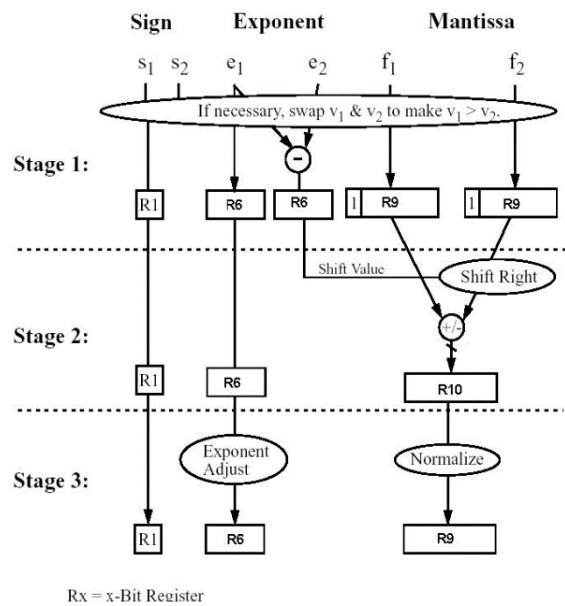 Sign Exponent Mantissa
s1 s2 e1 e2 f1 f2
If necessary, swap v1 & v2 to make v1 > v2.
-
Stage 1:
R1 R6 R6 1 R9 1 R9
Shift Value Shift Right
+/-
Stage 2:
R1 R6 R10
Exponent
Adjust
Normalize
Stage 3:
R1 R6 R9
Rx = x-Bit Register